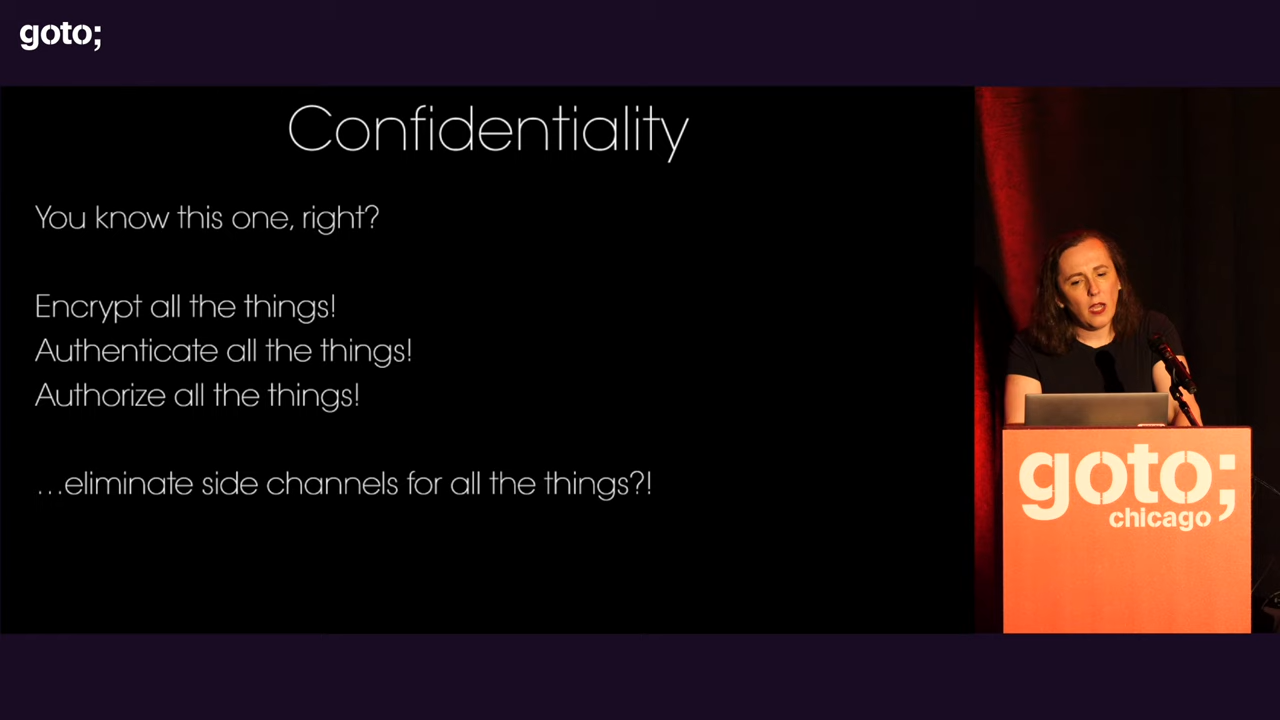 goto;
Confidentiality
You know this one, right?
Encrypt all the things!
Authenticate all the things!
Authorize all the things!
...eliminate side channels for all the things?!
goto;
chicago